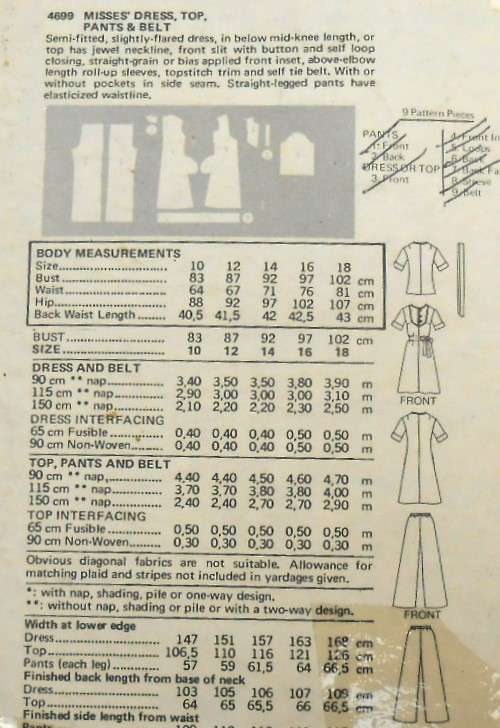 4699 MISSES' DRESS, TOP,
PANTS & BELT
Semi-fitted, slightly-flared dress, in below mid-knee length, or
top has jewel neckline, front slit with button and self loop
closing, straight-grain or bias applied front inset, above-elbow
length roll-up sleeves, topstitch trim and self tie belt. With or
without pockets in side seam. Straight-legged pants have
elasticized waistline.
9 Pattern Pieces
PANTS
1. Front
2. Back
DRESS OR TOP
3. Front
4. Front In
5. Loops
6. Back
7. Back Fa
8. Sleeve
9. Belt
BODY MEASUREMENTS
Size 10 12 14 16 18
Bust 83 87 92 97 102 cm
Waist 64 67 71 76 81 cm
Hip 88 92 97 102 107 cm
Back Waist Length 40,5 41,5 42 42,5 43 cm
BUST 83 87 92 97 102 cm
SIZE 10 12 14 16 18
DRESS AND BELT
90 cm ** nap 3,40 3,50 3,50 3,80 3,90 m
115 cm ** nap 2,90 3,00 3,00 3,00 3,10 m
150 cm ** nap 2,10 2,20 2,20 2,30 2,50 m
DRESS INTERFACING
65 cm Fusible 0,40 0,40 0,40 0,50 0,50 m
90 cm Non-Woven 0,40 0,40 0,40 0,50 0,50 m
TOP, PANTS AND BELT
90 cm ** nap 4,40 4,40 4,50 4,60 4,70 m
115 cm ** nap 3,70 3,70 3,80 3,80 4,00 m
150 cm ** nap 2,40 2,40 2,70 2,70 2,90 m
TOP INTERFACING
65 cm Fusible 0,50 0,50 0,50 0,50 0,50 m
90 cm Non-Woven 0,30 0,30 0,30 0,30 0,30 m
Obvious diagonal fabrics are not suitable. Allowance for
matching plaid and stripes not included in yardages given.
*: with nap, shading, pile or one-way design.
**: without nap, shading or pile or with a two-way design.
Width at lower edge
Dress 147 151 157 163 168 cm
Top 106,5 110 116 121 126 cm
Pants (each leg) 57 59 61,5 64 66,5 cm
Finished back length from base of neck
Dress 103 105 106 107 109 cm
Top 64 65 65,5 66 66,5 cm
Finished side length from waist
FRONT
FRONT